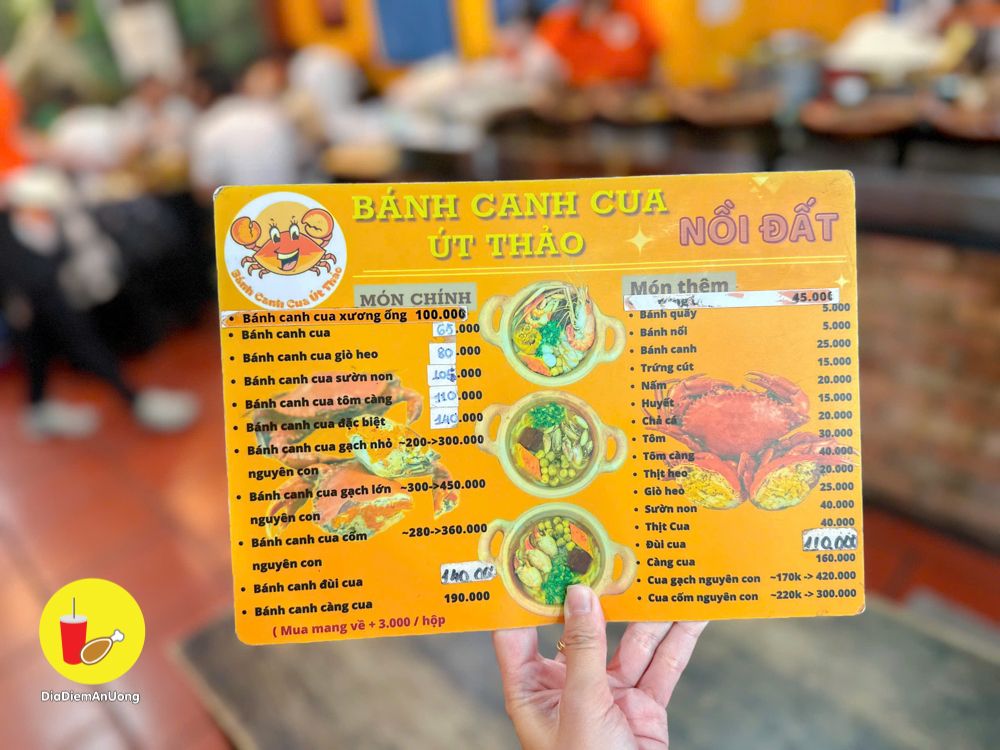 BÁNH CANH CUA
ÚT THẢO
NỒI ĐẤT
Bánh Canh Cua Út Thảo
MÓN CHÍNH
• Bánh canh cua xương ống 100.000
• Bánh canh cua 65.000
• Bánh canh cua giò heo 80.000
• Bánh canh cua sườn non 105.000
• Bánh canh cua tôm càng 110.000
• Bánh canh cua đặc biệt 140.000
• Bánh canh cua gạch nhỏ ~200->300.000
nguyên con
• Bánh canh cua gạch lớn ~300->450.000
nguyên con
• Bánh canh cua cốm ~280->360.000
nguyên con
• Bánh canh đùi cua 140.000
• Bánh canh càng cua 190.000
( Mua mang về + 3.000 / hộp
Món thêm
45.000
• Bánh quẩy 5.000
• Bánh nổi 5.000
• Bánh canh 25.000
• Trứng cút 15.000
• Nấm 20.000
• Huyết 15.000
• Chả cá 20.000
• Tôm 30.000
• Tôm càng 40.000
• Thịt heo 20.000
• Giò heo 25.000
• Sườn non 40.000
• Thịt Cua 40.000
• Đùi cua 110.000
• Càng cua 160.000
• Cua gạch nguyên con ~170k -> 420.000
• Cua cốm nguyên con ~220k -> 300.000
DiaDiemAnUong